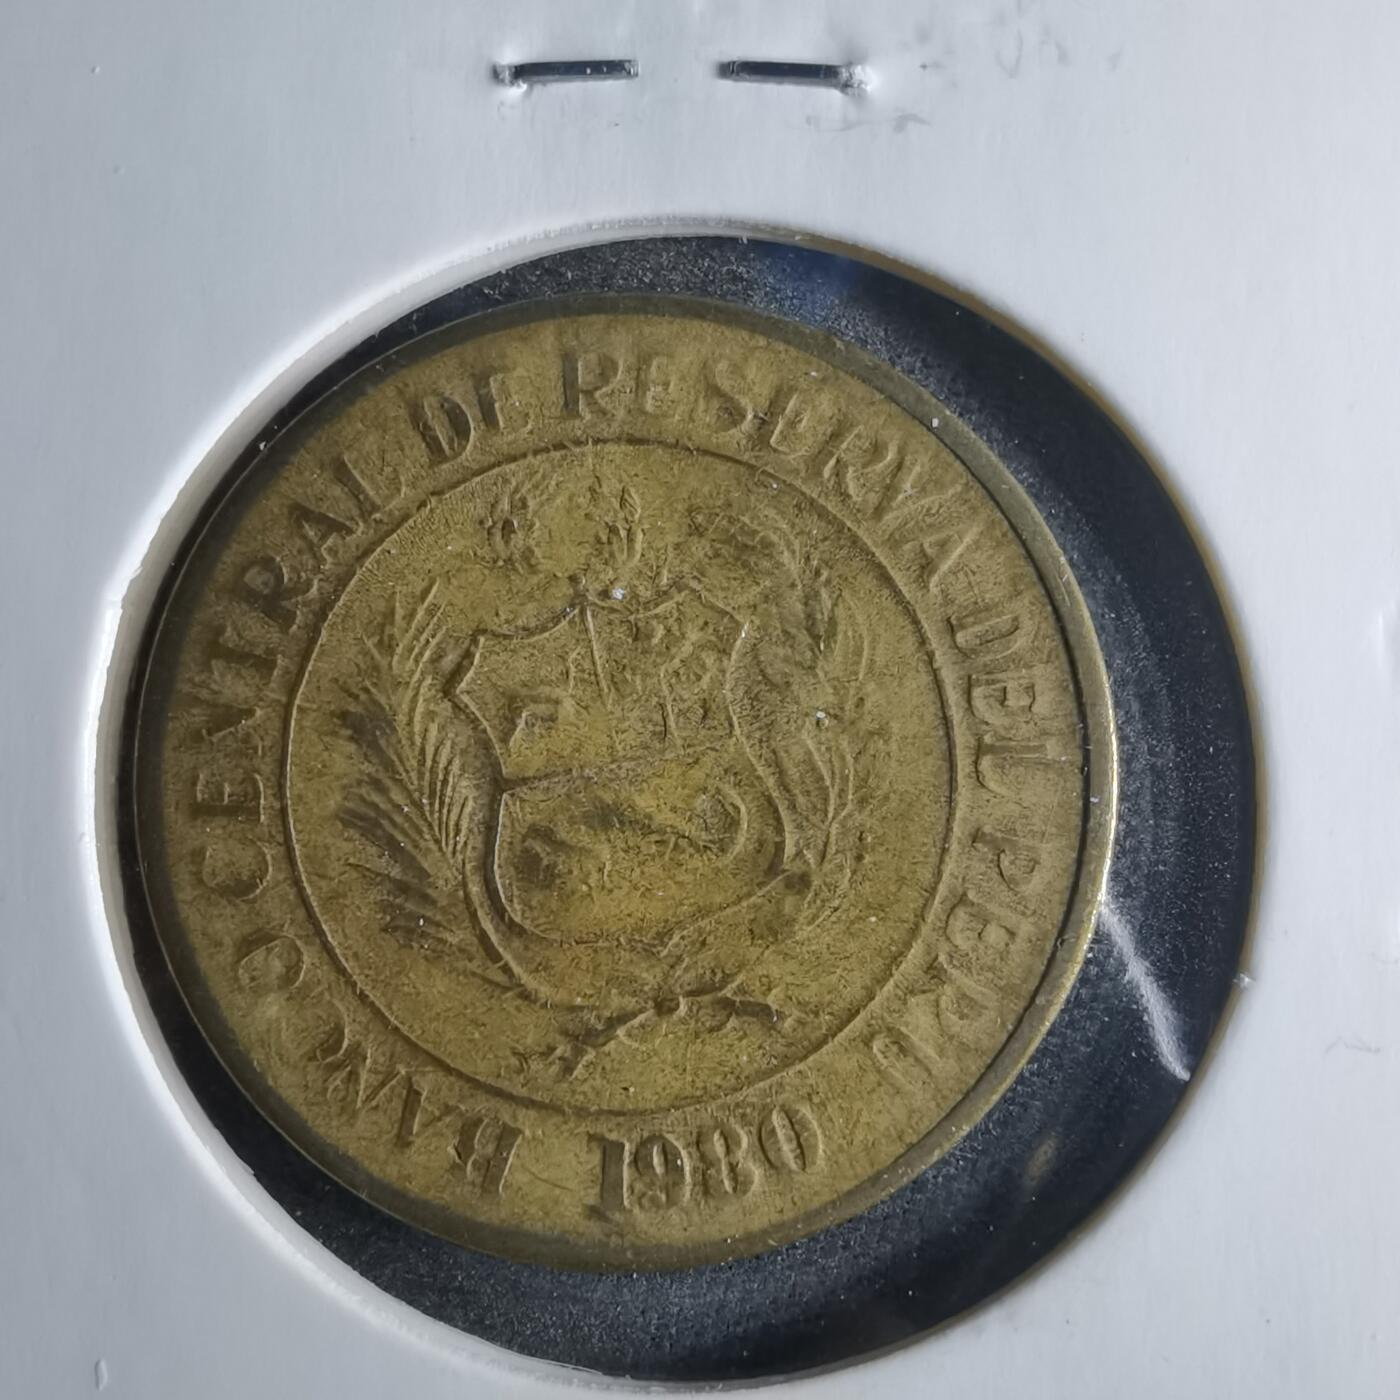 BANCO CENTRAL DE RESERVA DEL PERU
1980